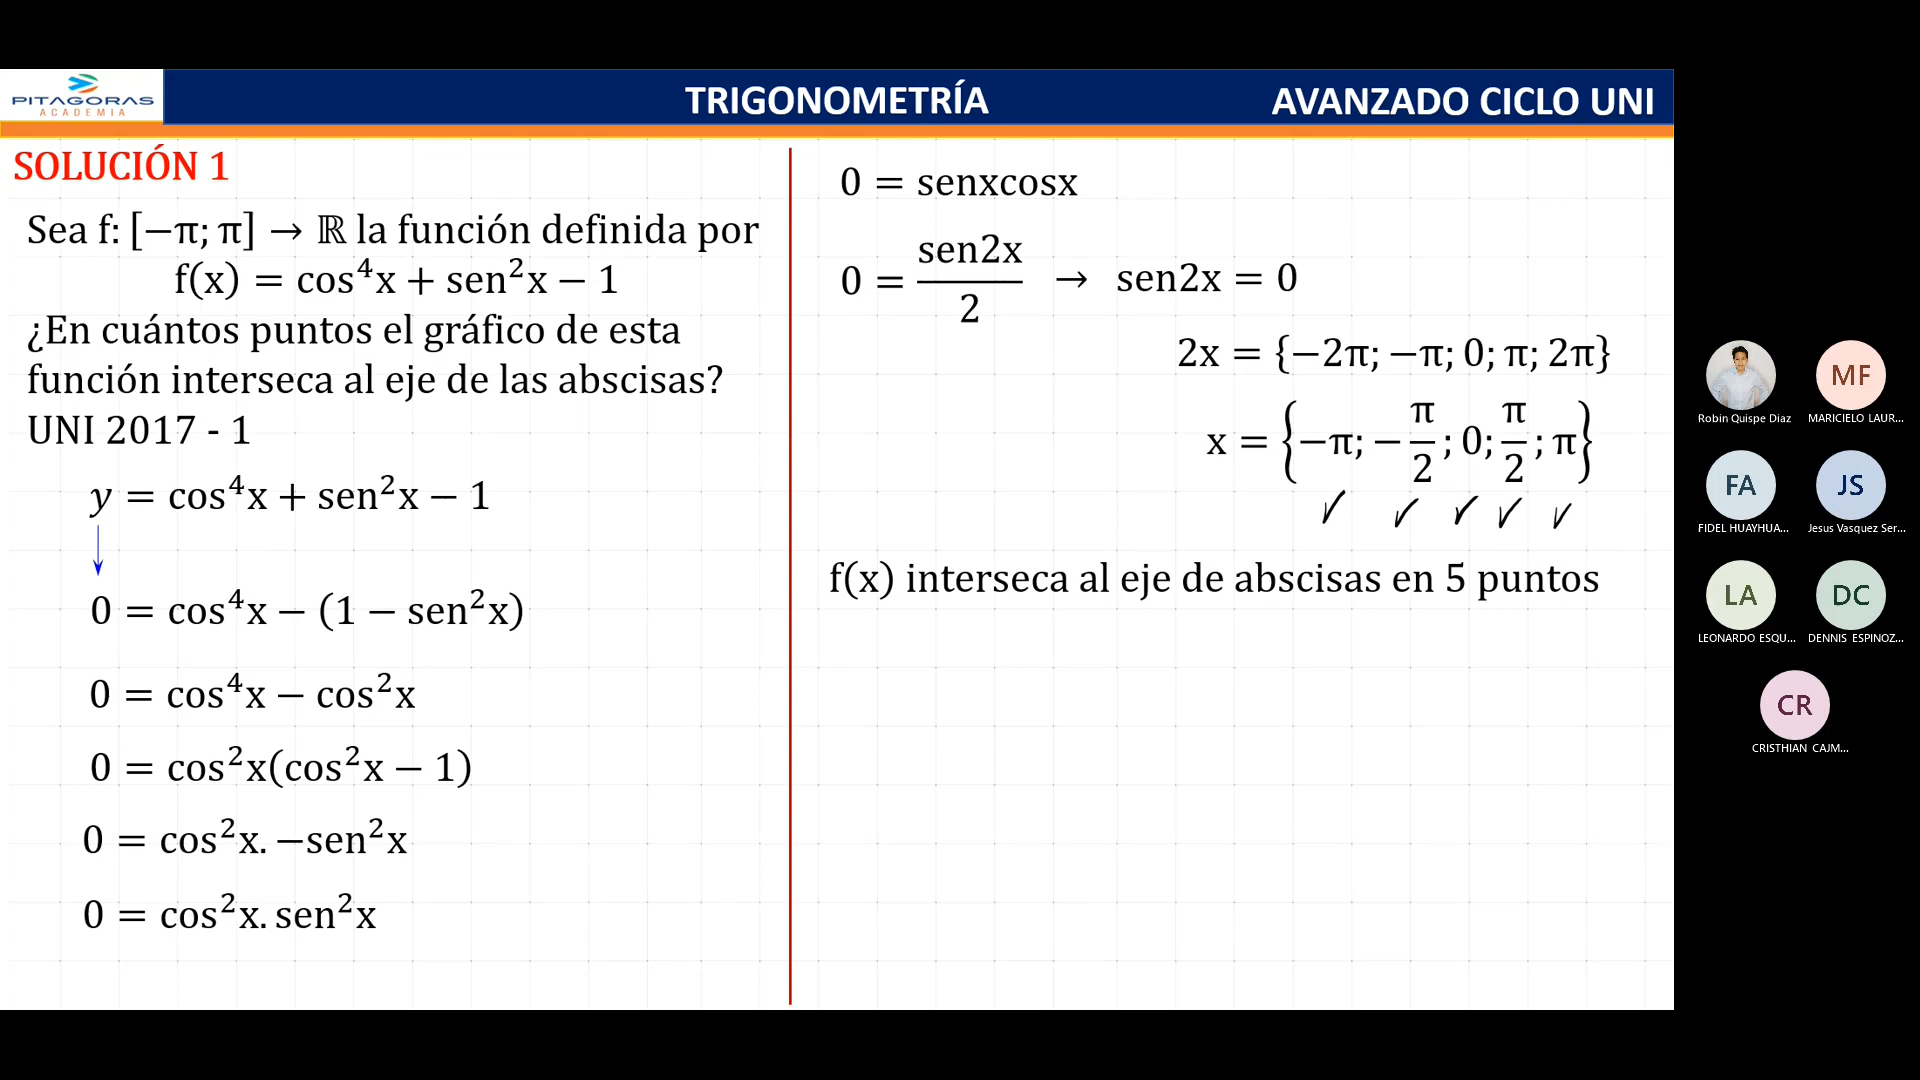 PITAGORAS
ACADEMIA
TRIGONOMETRÍA
AVANZADO CICLO UNI
SOLUCIÓN 1
Sea f: [−π; π] → ℝ la función definida por
f(x) = cos⁴x + sen²x − 1
¿En cuántos puntos el gráfico de esta
función interseca al eje de las abscisas?
UNI 2017 - 1
y = cos⁴x + sen²x − 1
0 = cos⁴x − (1 − sen²x)
0 = cos⁴x − cos²x
0 = cos²x(cos²x − 1)
0 = cos²x. −sen²x
0 = cos²x. sen²x
0 = senxcosx
0 = sen2x/2 → sen2x = 0
2x = {−2π; −π; 0; π; 2π}
x = {−π; −π/2; 0; π/2; π}
✓ ✓ ✓ ✓ ✓
f(x) interseca al eje de abscisas en 5 puntos
Robin Quispe Diaz
MF
MARICIELO LAUR...
FA
FIDEL HUAYHUA...
JS
Jesus Vasquez Ser...
LA
LEONARDO ESQU...
DC
DENNIS ESPINOZ...
CR
CRISTHIAN CAJM...